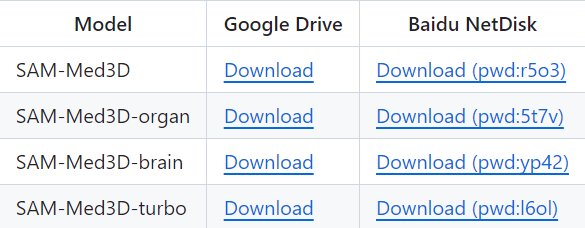 Model Google Drive Baidu NetDisk
SAM-Med3D Download Download (pwd:r5o3)
SAM-Med3D-organ Download Download (pwd:5t7v)
SAM-Med3D-brain Download Download (pwd:yp42)
SAM-Med3D-turbo Download Download (pwd:l6ol)